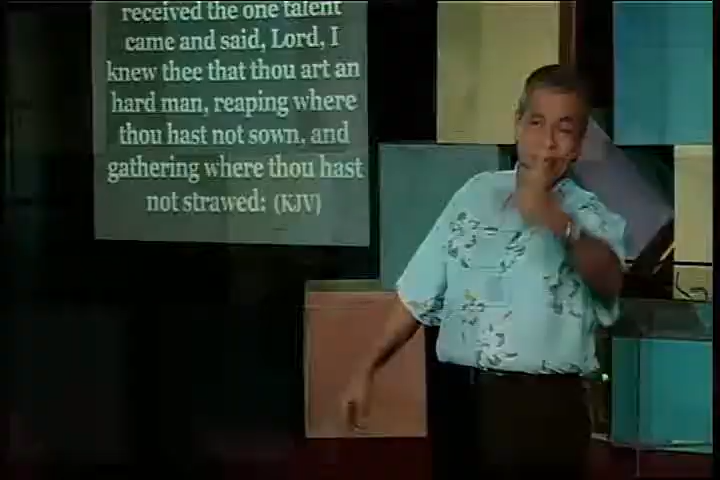 received the one talent
came and said, Lord, I
knew thee that thou art an
hard man, reaping where
thou hast not sown, and
gathering where thou hast
not strawed: (KJV)